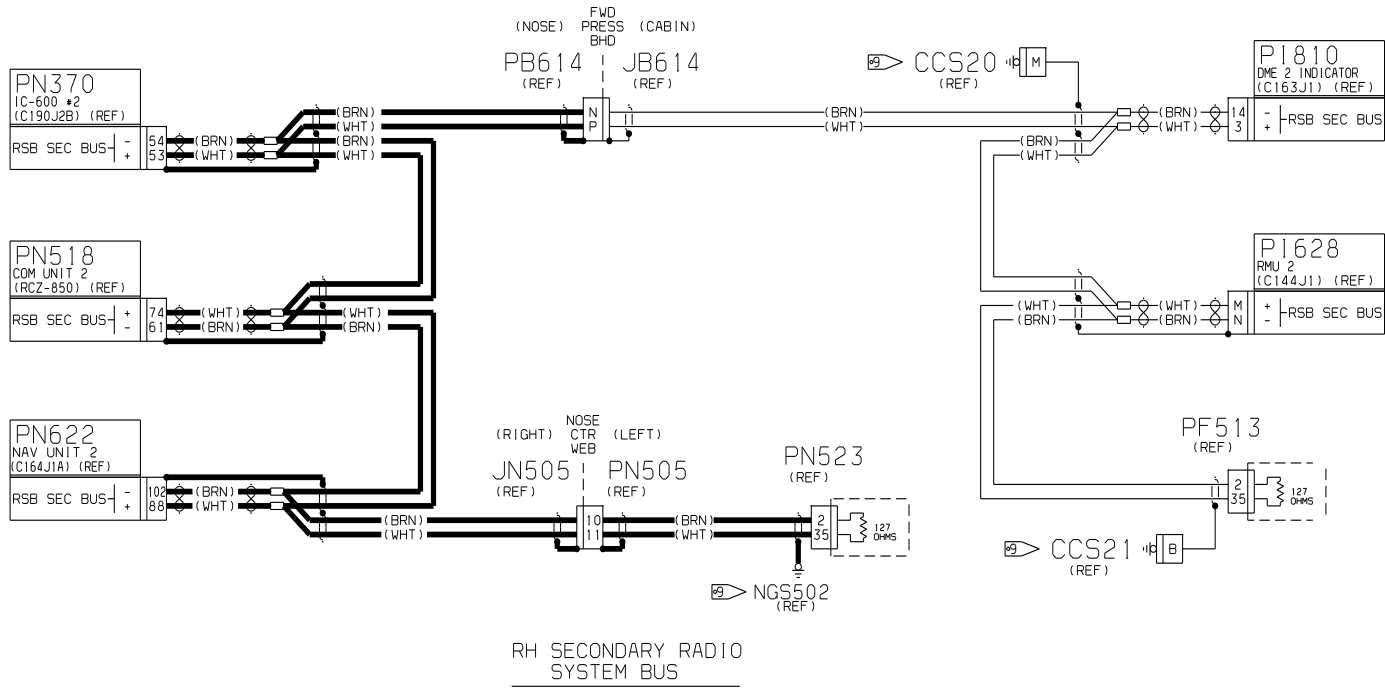 (NOSE) FWD PRESS BHD (CABIN)
PB614 (REF)
JB614 (REF)
9 CCS20 (REF) M
PI810
DME 2 INDICATOR
(C163J1) (REF)
14 -
3 +
RSB SEC BUS
PN370
IC-600 #2
(C190J2B) (REF)
RSB SEC BUS
- 54 (BRN) (BRN) N (BRN) (BRN)
+ 53 (WHT) (WHT) P (WHT) (WHT)
(BRN) (BRN)
(WHT) (WHT)
PN518
COM UNIT 2
(RCZ-850) (REF)
RSB SEC BUS
+ 74 (WHT) (WHT)
- 61 (BRN) (BRN)
PI628
RMU 2
(C144J1) (REF)
(WHT) (WHT) M +
(BRN) (BRN) N -
RSB SEC BUS
PN622
NAV UNIT 2
(C164J1A) (REF)
RSB SEC BUS
- 102 (BRN)
+ 88 (WHT)
(RIGHT) NOSE CTR WEB (LEFT)
JN505 (REF)
PN505 (REF)
(BRN) 10 (BRN)
(WHT) 11 (WHT)
PN523
(REF)
2
35
127
OHMS
9 NGS502
(REF)
PF513
(REF)
2
35
127
OHMS
9 CCS21 B
(REF)
RH SECONDARY RADIO
SYSTEM BUS